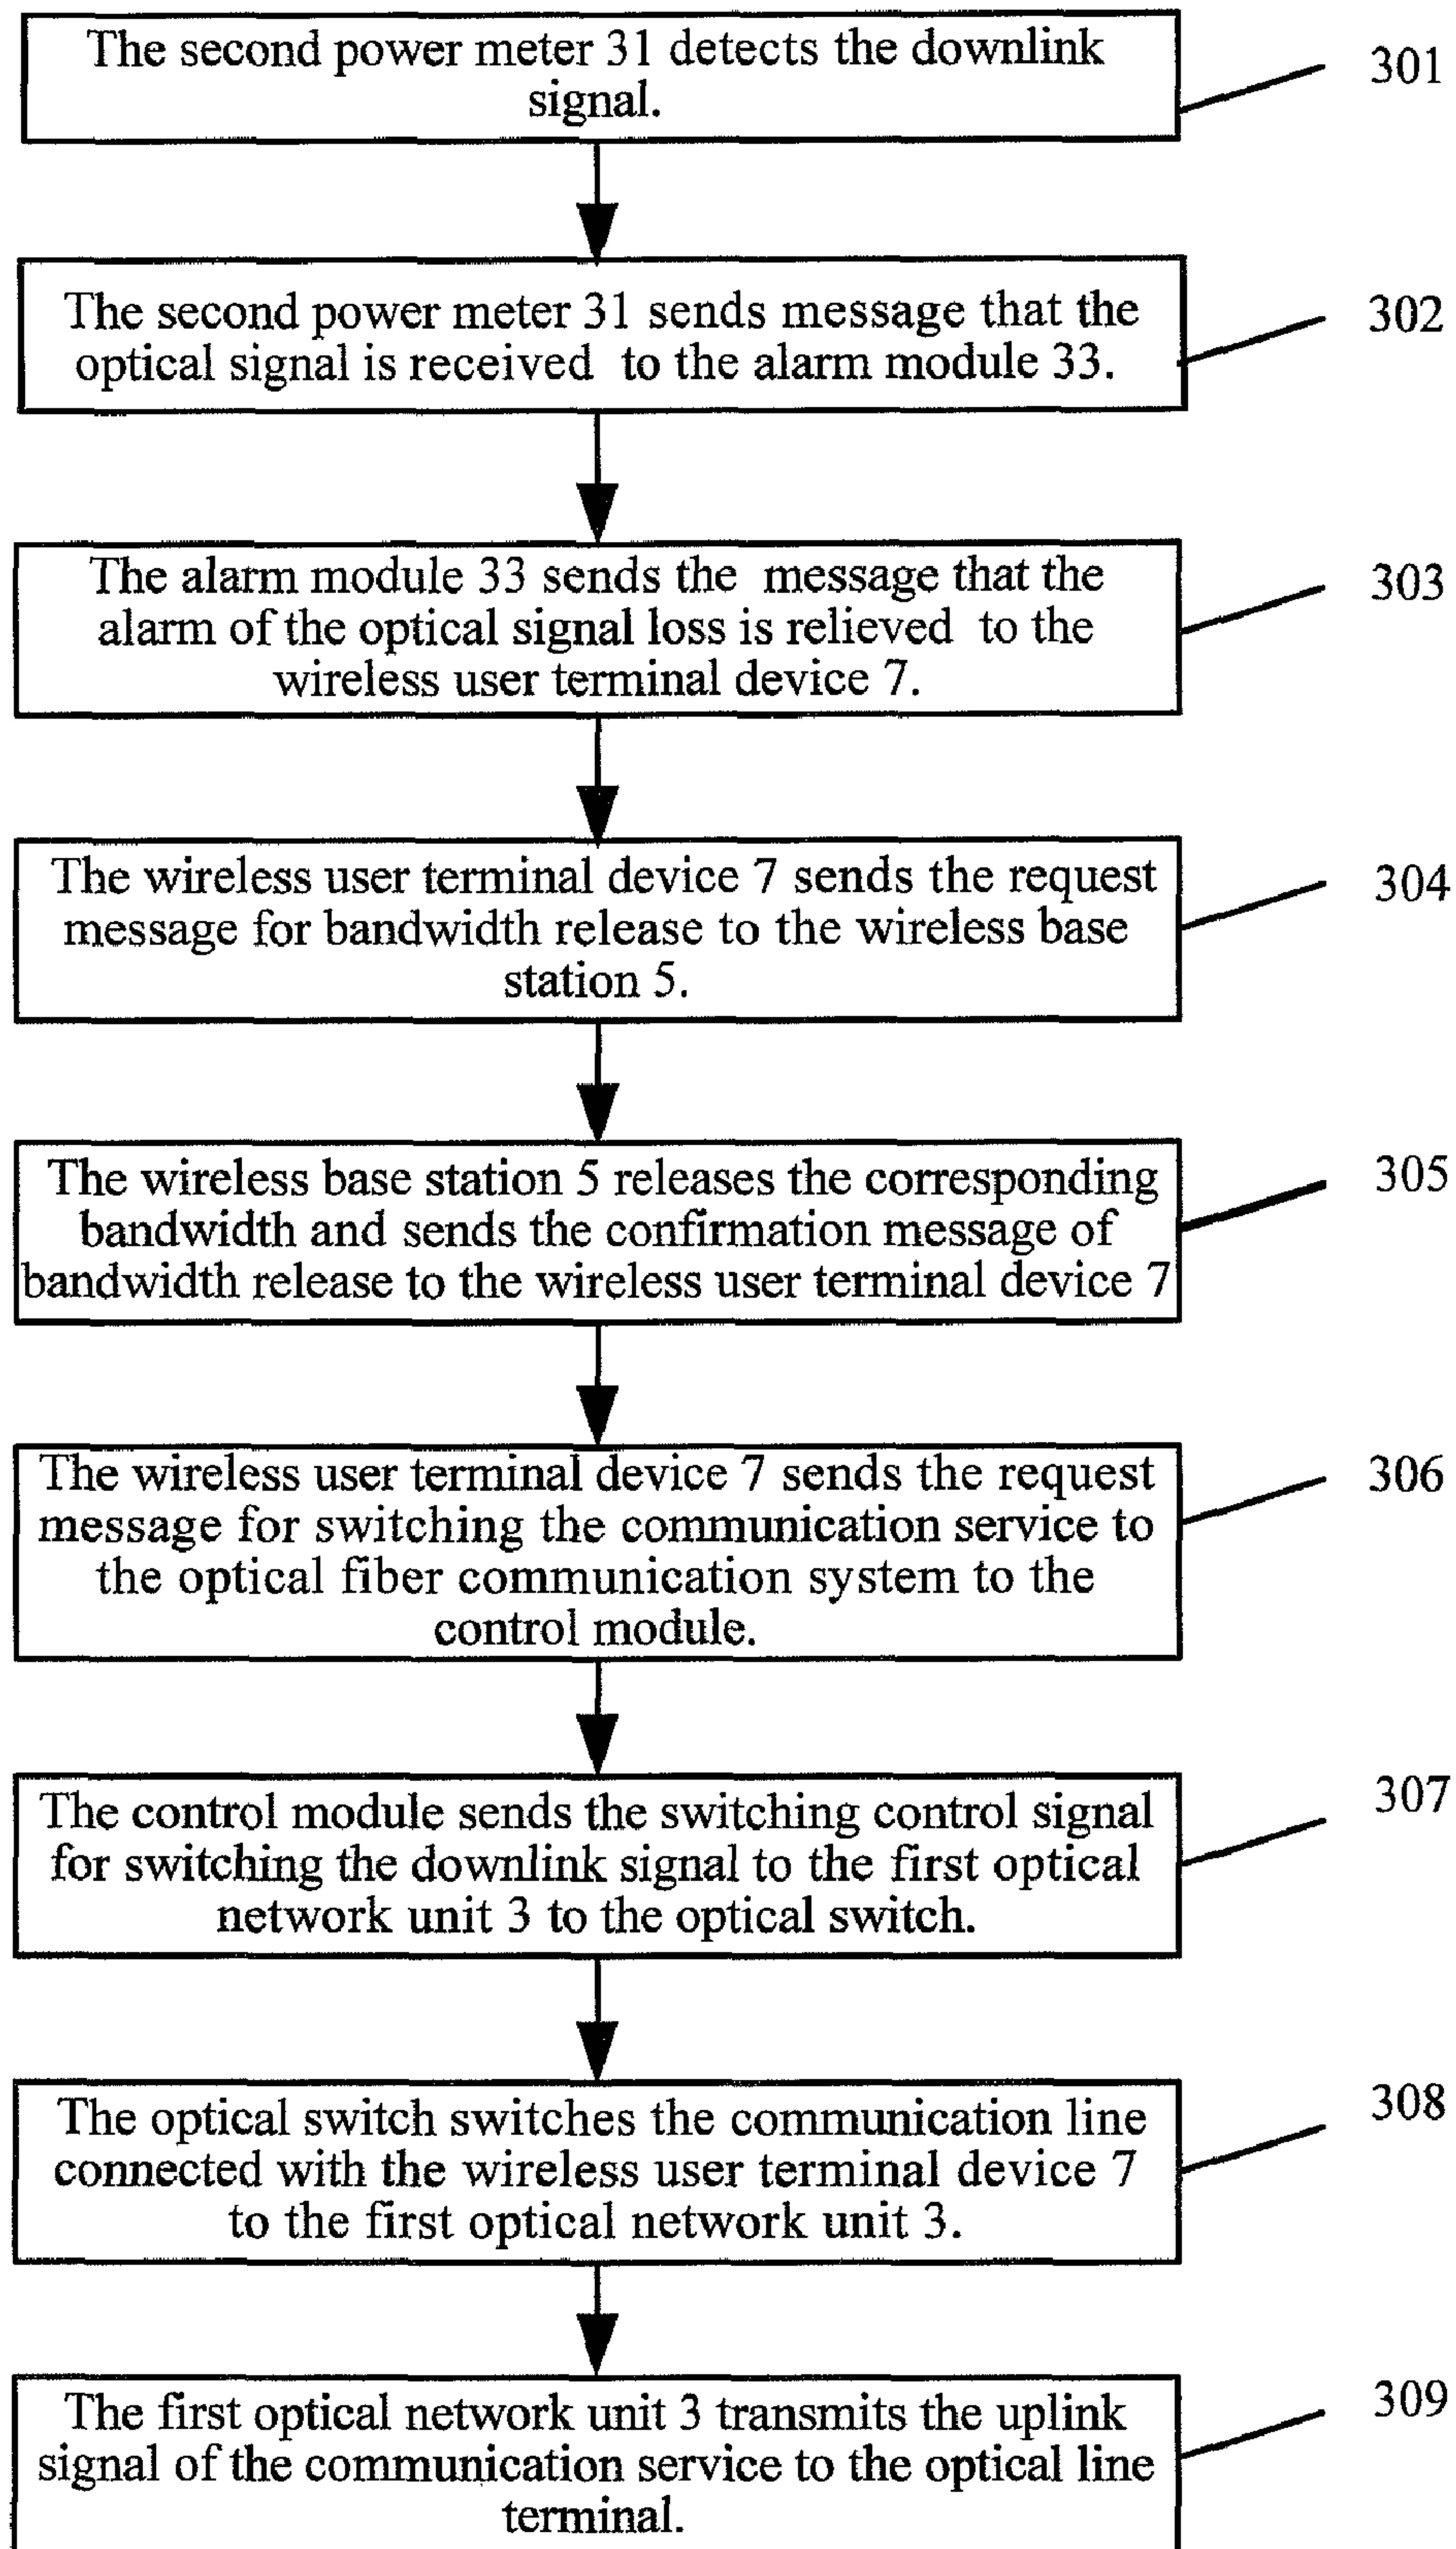 The second power meter 31 detects the downlink
signal.
301
The second power meter 31 sends message that the
optical signal is received to the alarm module 33.
302
The alarm module 33 sends the message that the
alarm of the optical signal loss is relieved to the
wireless user terminal device 7.
303
The wireless user terminal device 7 sends the request
message for bandwidth release to the wireless base
station 5.
304
The wireless base station 5 releases the corresponding
bandwidth and sends the confirmation message of
bandwidth release to the wireless user terminal device 7
305
The wireless user terminal device 7 sends the request
message for switching the communication service to
the optical fiber communication system to the
control module.
306
The control module sends the switching control signal
for switching the downlink signal to the first optical
network unit 3 to the optical switch.
307
The optical switch switches the communication line
connected with the wireless user terminal device 7
to the first optical network unit 3.
308
The first optical network unit 3 transmits the uplink
signal of the communication service to the optical line
terminal.
309